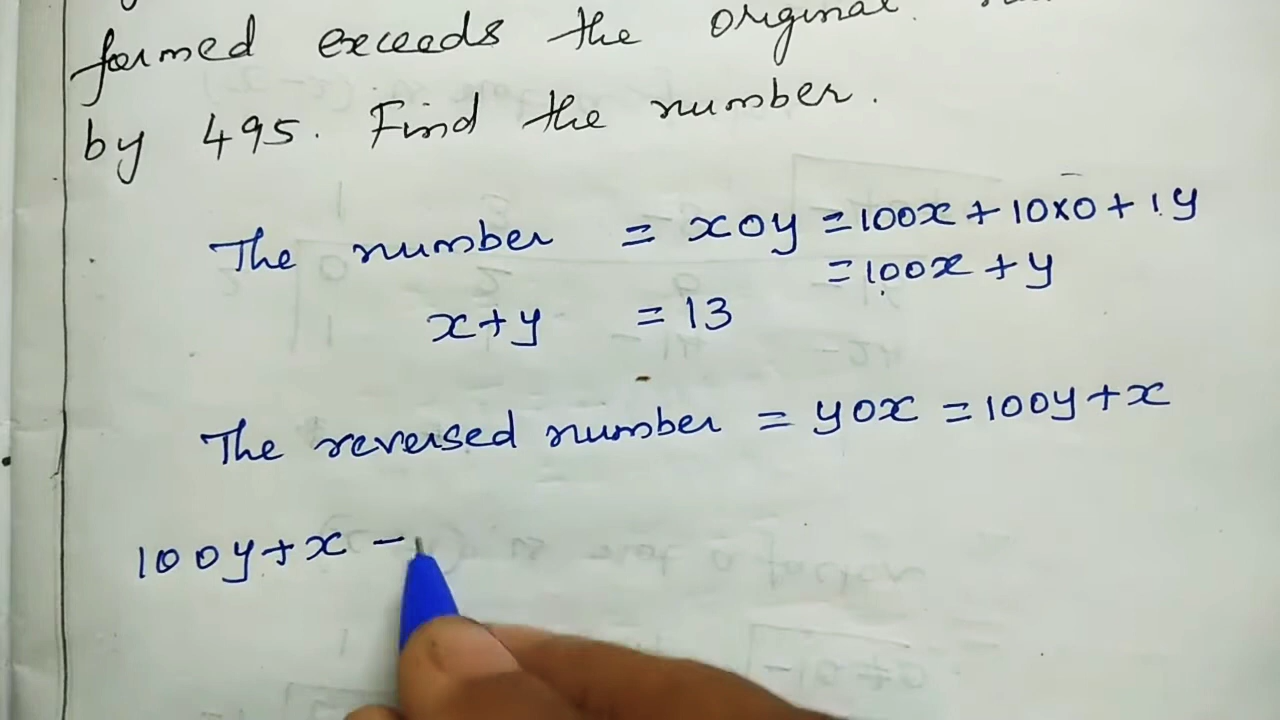 formed exceeds the original
by 495. Find the number.
The number = x0y = 100x + 10×0 + 1y
= 100x + y
x+y = 13
The reversed number = y0x = 100y + x
100y + x -